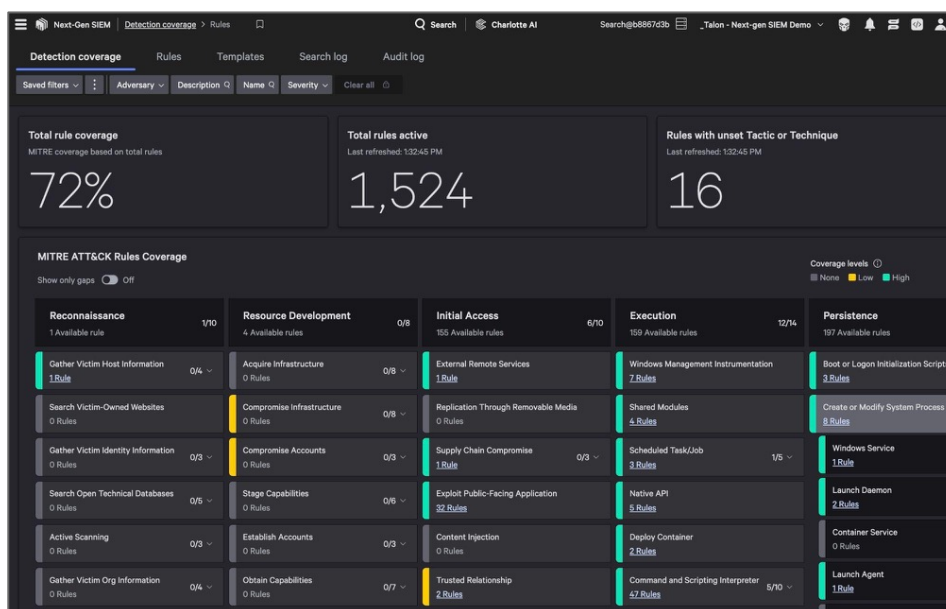 Next-Gen SIEM
Detection coverage > Rules
Search
Charlotte AI
Search@b8867d3b
_Talon - Next-gen SIEM Demo
Detection coverage
Rules
Templates
Search log
Audit log
Saved filters
Adversary
Description
Name
Severity
Clear all
Total rule coverage
MITRE coverage based on total rules
72%
Total rules active
Last refreshed: 1:32:45 PM
1,524
Rules with unset Tactic or Technique
Last refreshed: 1:32:45 PM
16
MITRE ATT&CK Rules Coverage
Show only gaps Off
Coverage levels
None Low High
Reconnaissance
1 Available rule
1/10
Gather Victim Host Information
1 Rule
0/4
Search Victim-Owned Websites
0 Rules
Gather Victim Identity Information
0 Rules
0/3
Search Open Technical Databases
0 Rules
0/5
Active Scanning
0 Rules
0/3
Gather Victim Org Information
0 Rules
0/4
Resource Development
4 Available rules
0/8
Acquire Infrastructure
0 Rules
0/8
Compromise Infrastructure
0 Rules
0/8
Compromise Accounts
0 Rules
0/3
Stage Capabilities
0 Rules
0/6
Establish Accounts
0 Rules
0/3
Obtain Capabilities
0 Rules
0/7
Initial Access
155 Available rules
6/10
External Remote Services
1 Rule
Replication Through Removable Media
0 Rules
Supply Chain Compromise
1 Rule
0/3
Exploit Public-Facing Application
32 Rules
Content Injection
0 Rules
Trusted Relationship
2 Rules
Execution
159 Available rules
12/14
Windows Management Instrumentation
7 Rules
Shared Modules
4 Rules
Scheduled Task/Job
3 Rules
1/5
Native API
5 Rules
Deploy Container
2 Rules
Command and Scripting Interpreter
47 Rules
5/10
Persistence
197 Available rules
Boot or Logon Initialization Scripts
3 Rules
Create or Modify System Process
8 Rules
Windows Service
1 Rule
Launch Daemon
2 Rules
Container Service
0 Rules
Launch Agent
1 Rule